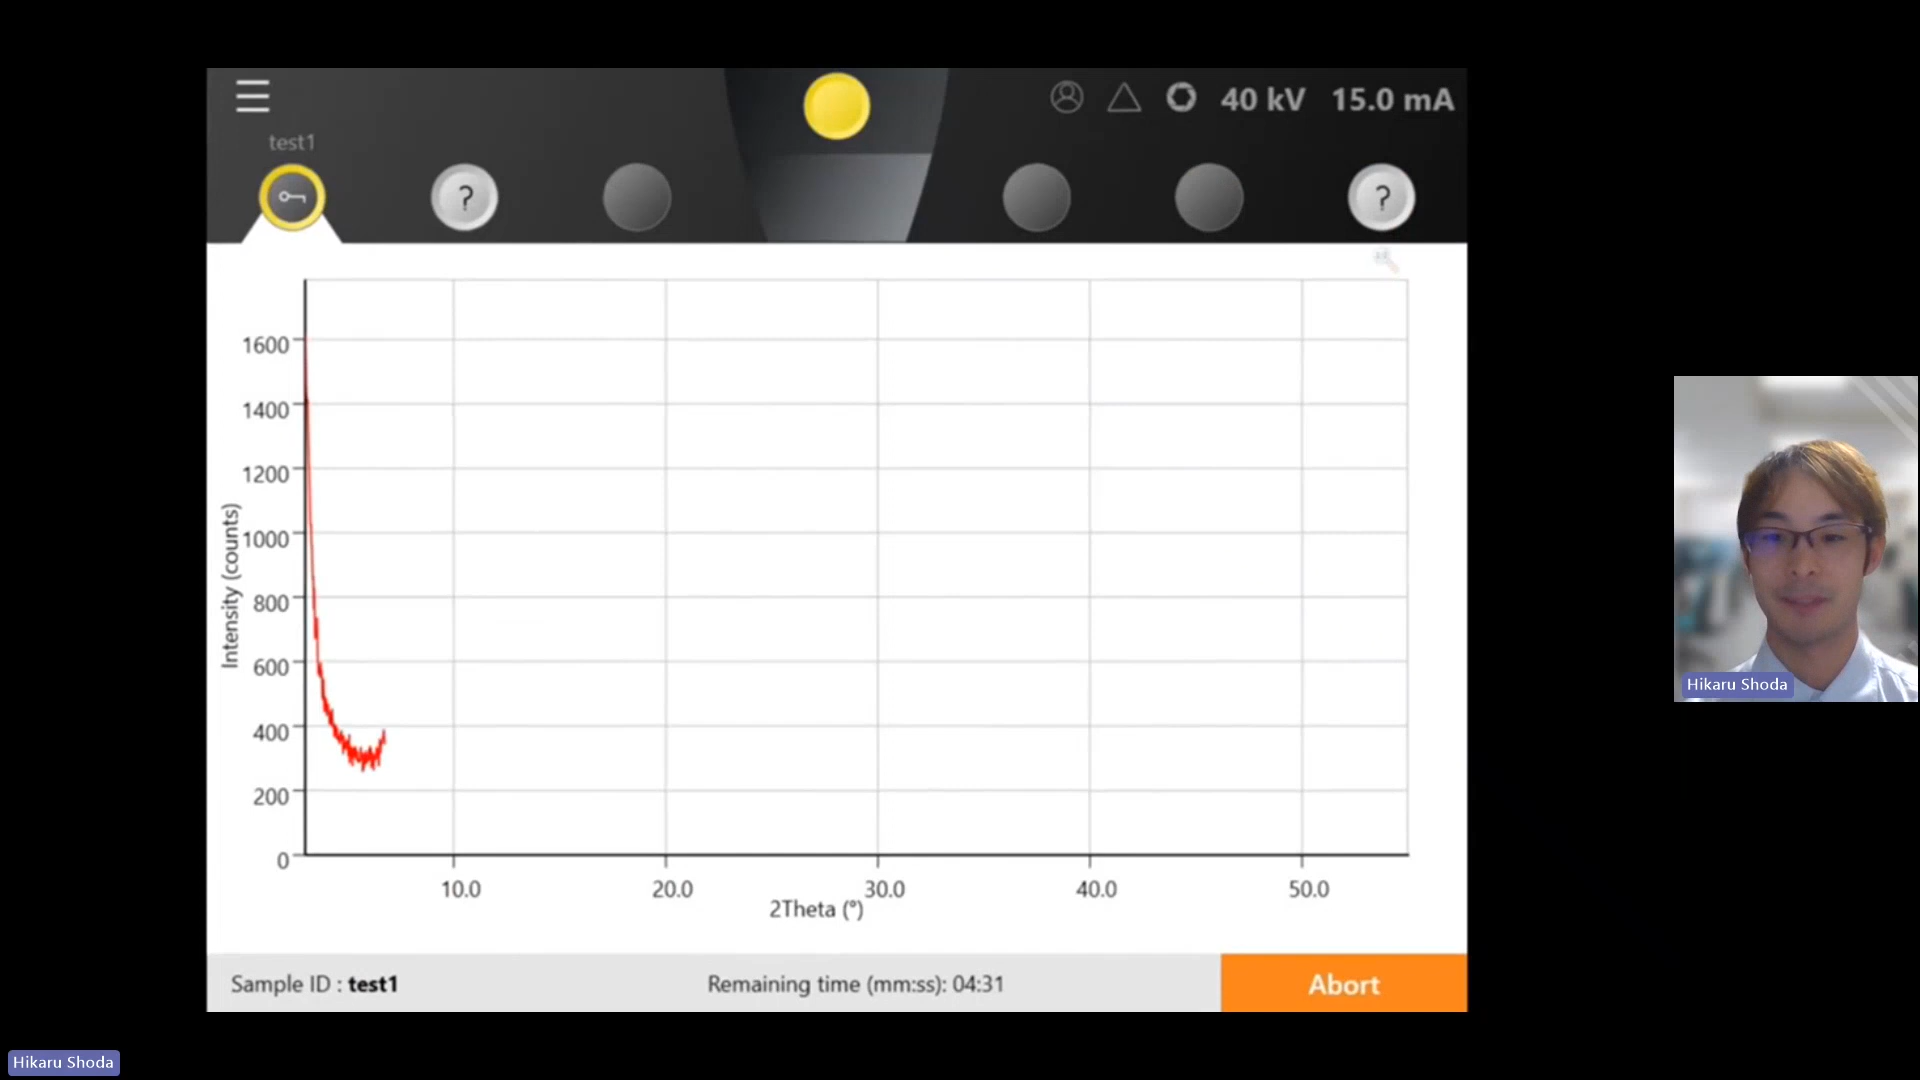 40 kV 15.0 mA
test1
? ?
1600
1400
1200
1000
800
600
400
200
0
Intensity (counts)
10.0 20.0 30.0 40.0 50.0
2Theta (°)
Sample ID : test1 Remaining time (mm:ss): 04:31 Abort
Hikaru Shoda
Hikaru Shoda